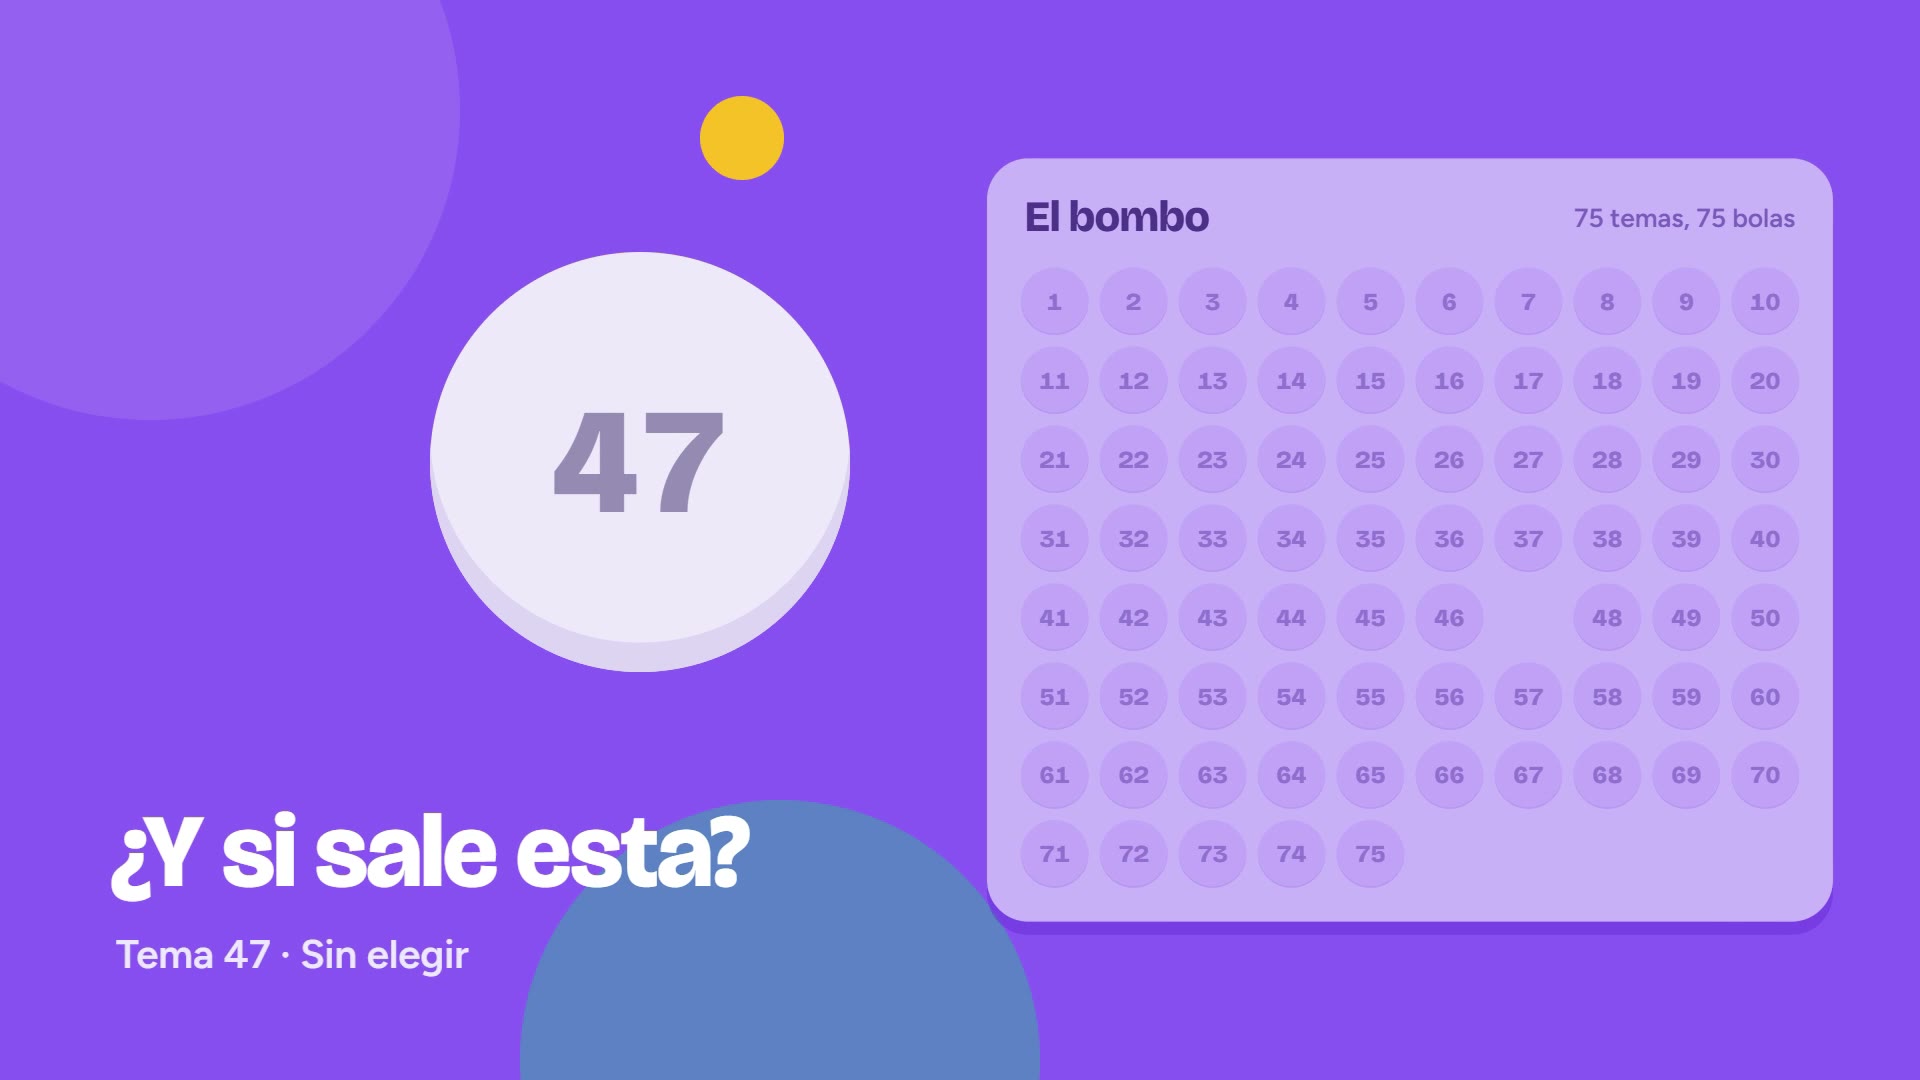 47
¿Y si sale esta?
Tema 47 · Sin elegir
El bombo
75 temas, 75 bolas
1 2 3 4 5 6 7 8 9 10
11 12 13 14 15 16 17 18 19 20
21 22 23 24 25 26 27 28 29 30
31 32 33 34 35 36 37 38 39 40
41 42 43 44 45 46 48 49 50
51 52 53 54 55 56 57 58 59 60
61 62 63 64 65 66 67 68 69 70
71 72 73 74 75